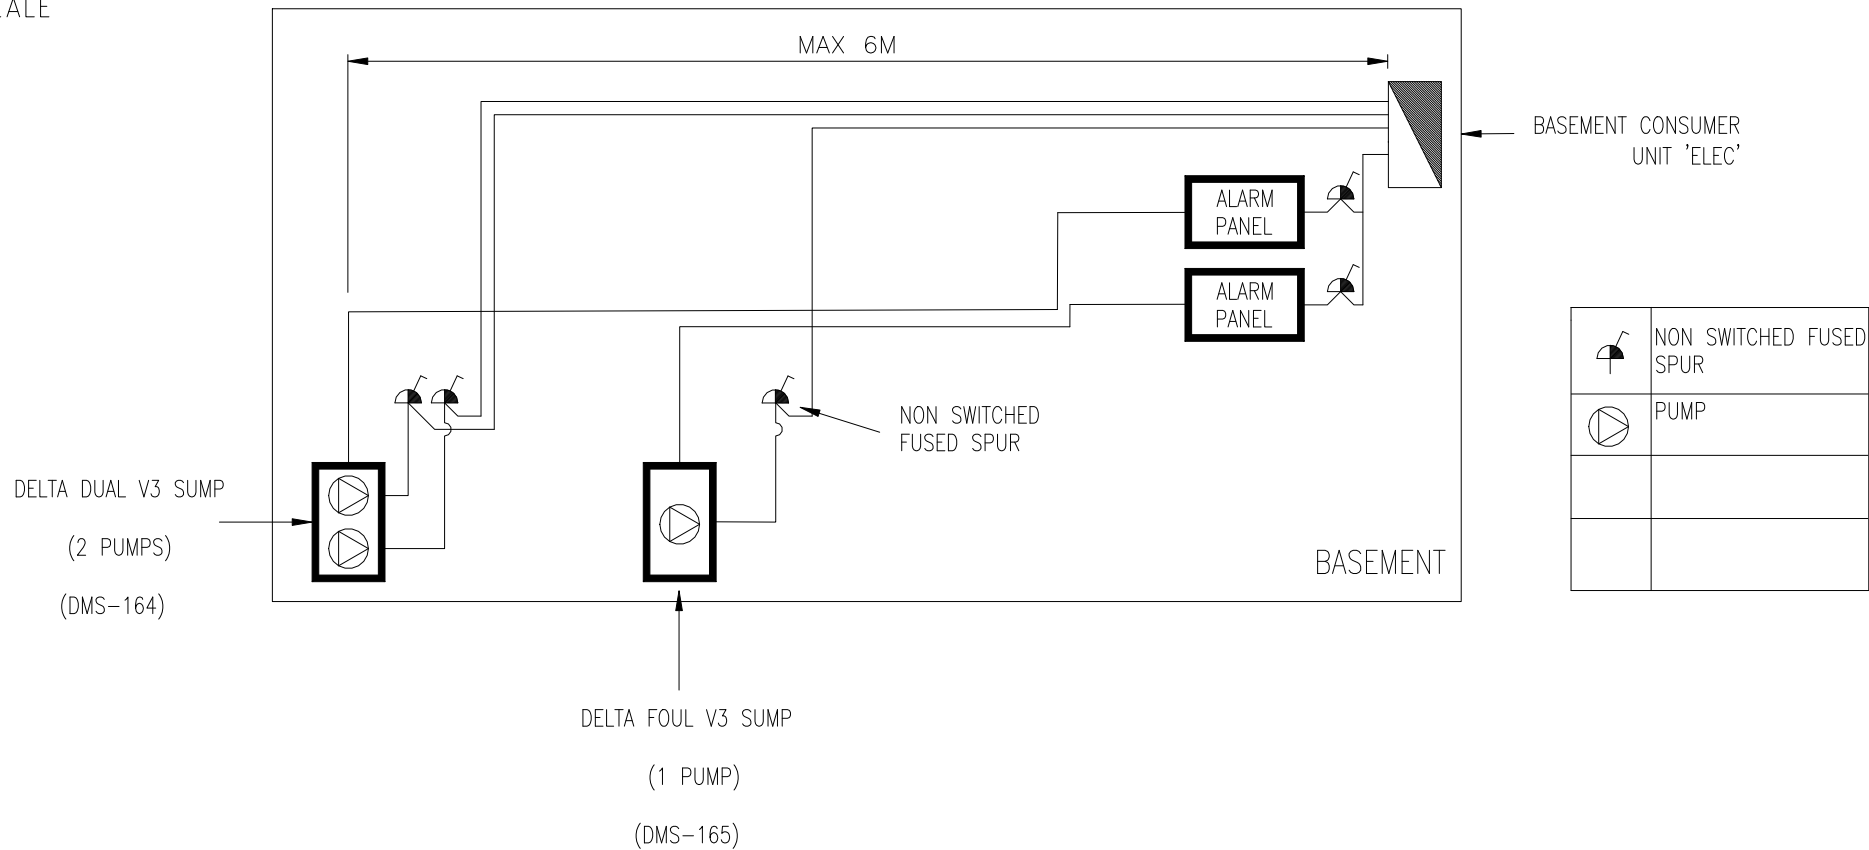 MAX 6M
BASEMENT CONSUMER
UNIT 'ELEC'
ALARM
PANEL
ALARM
PANEL
NON SWITCHED FUSED
SPUR
PUMP
NON SWITCHED
FUSED SPUR
DELTA DUAL V3 SUMP
(2 PUMPS)
(DMS-164)
BASEMENT
DELTA FOUL V3 SUMP
(1 PUMP)
(DMS-165)